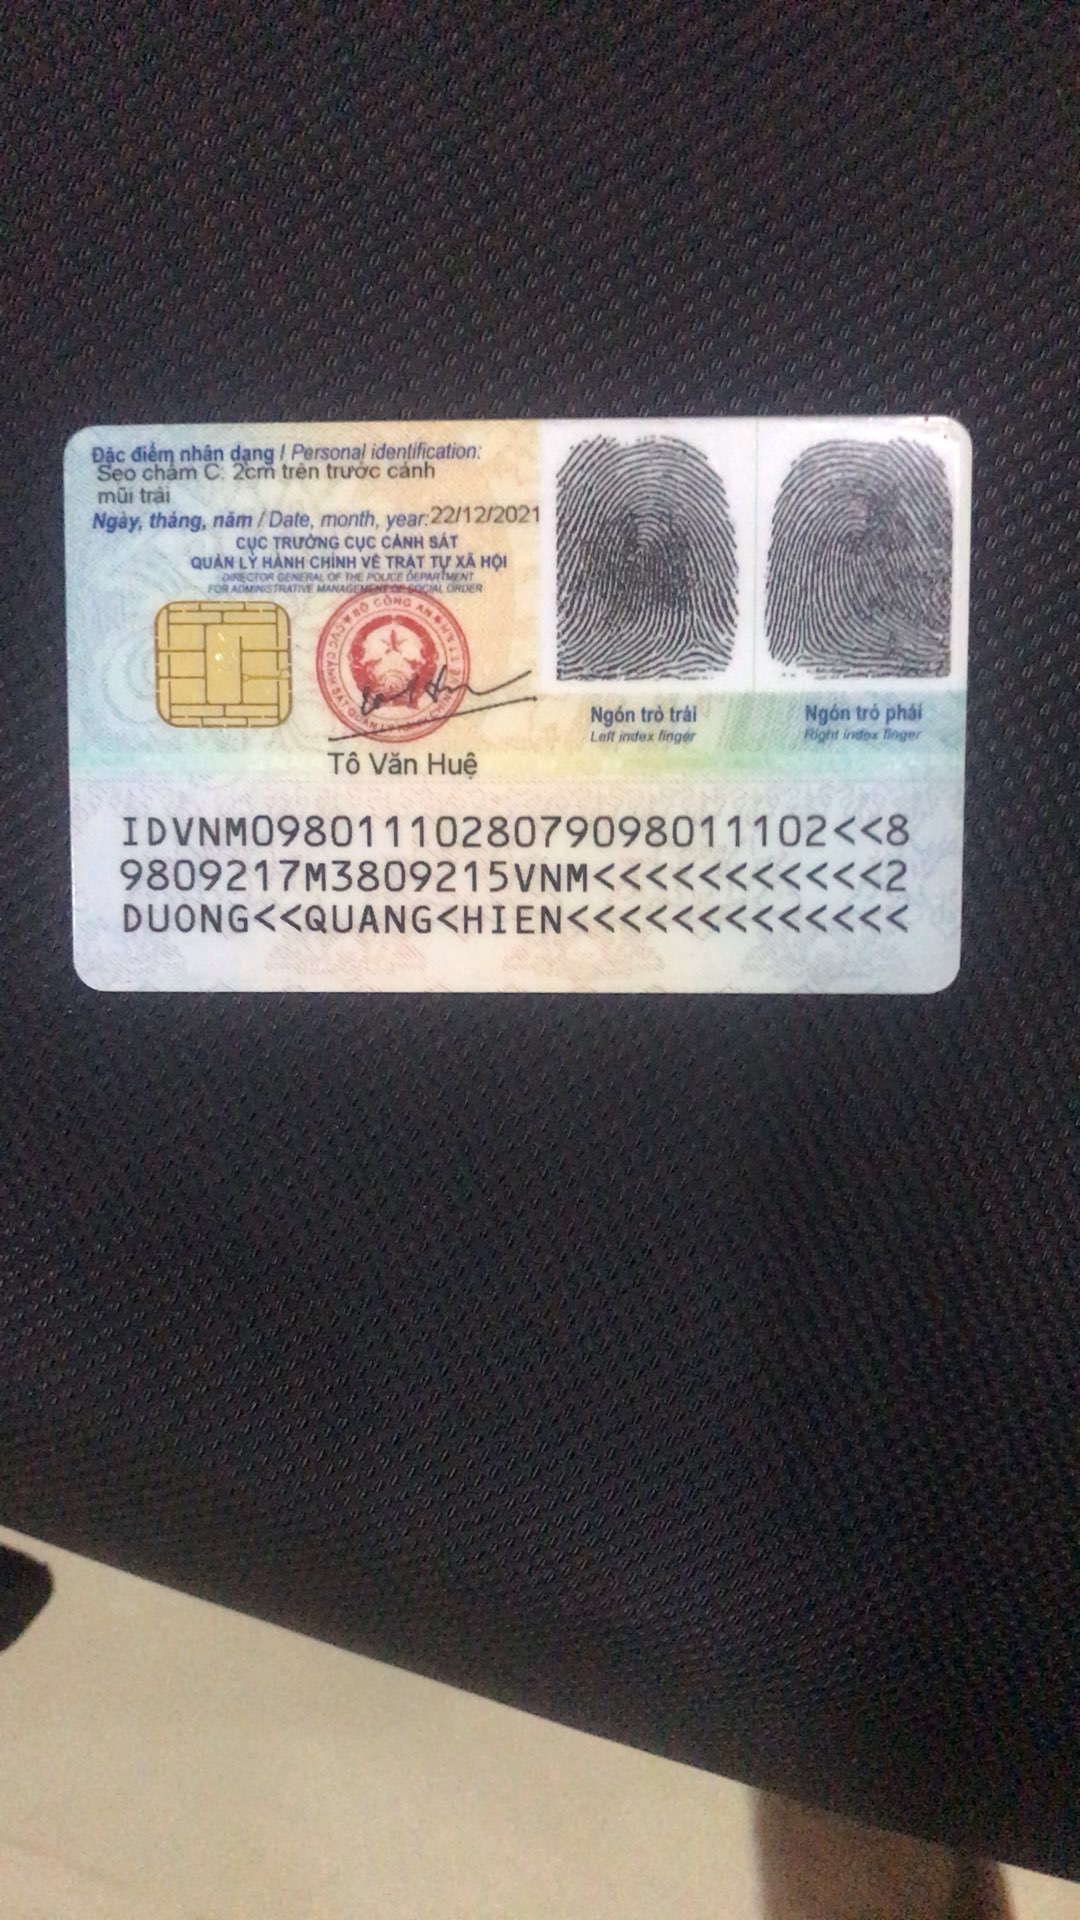 Đặc điểm nhân dạng / Personal identification:
Sẹo chấm C. 2cm trên trước cánh
mũi trái
Ngày, tháng, năm / Date, month, year: 22/12/2021
CỤC TRƯỞNG CỤC CẢNH SÁT
QUẢN LÝ HÀNH CHÍNH VỀ TRẬT TỰ XÃ HỘI
DIRECTOR GENERAL OF THE POLICE DEPARTMENT
FOR ADMINISTRATIVE MANAGEMENT OF SOCIAL ORDER
BỘ CÔNG AN
Tô Văn Huệ
Ngón trỏ trái
Left index finger
Ngón trỏ phải
Right index finger
IDVNM0980111028079098011102<<8
9809217M3809215VNM<<<<<<<<<<<2
DUONG<<QUANG<HIEN<<<<<<<<<<<<<